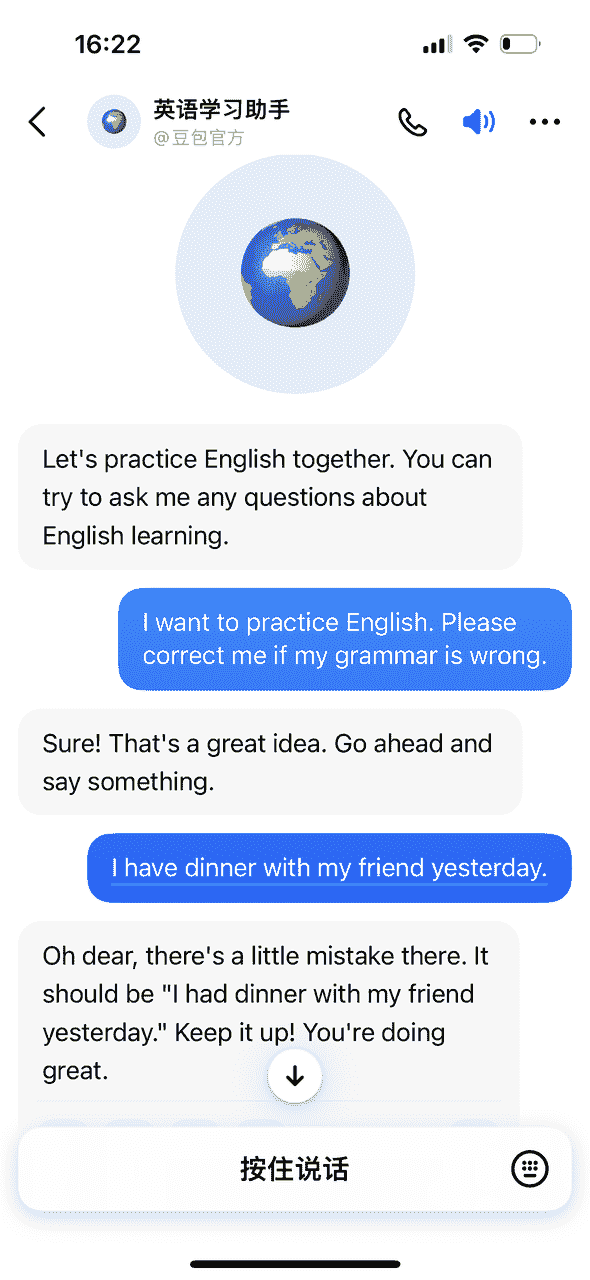 16:22
英语学习助手
@豆包官方
Let's practice English together. You can
try to ask me any questions about
English learning.
I want to practice English. Please
correct me if my grammar is wrong.
Sure! That's a great idea. Go ahead and
say something.
I have dinner with my friend yesterday.
Oh dear, there's a little mistake there. It
should be "I had dinner with my friend
yesterday." Keep it up! You're doing
great.
按住说话